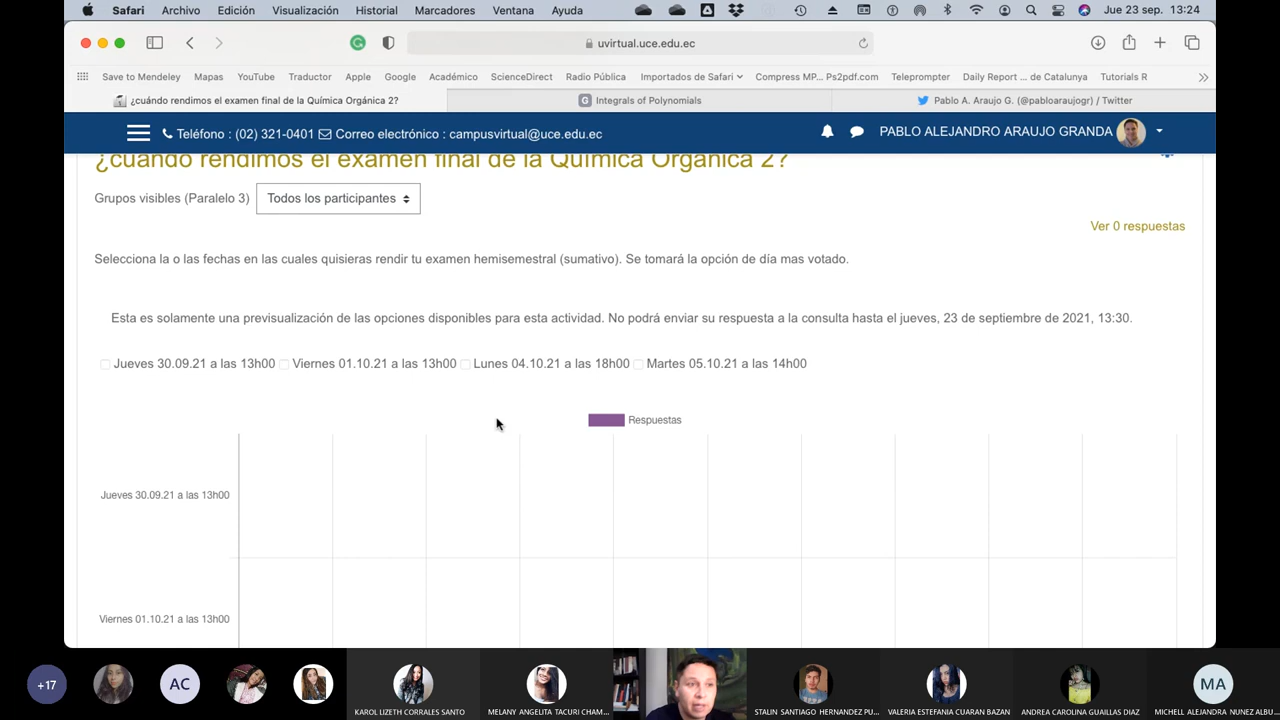 Safari Archivo Edición Visualización Historial Marcadores Ventana Ayuda Jue 23 sep. 13:24
uvirtual.uce.edu.ec
Save to Mendeley Mapas YouTube Traductor Apple Google Académico ScienceDirect Radio Pública Importados de Safari Compress MP... Ps2pdf.com Teleprompter Daily Report ... de Catalunya Tutorials R
¿cuándo rendimos el examen final de la Química Orgánica 2? Integrals of Polynomials Pablo A. Araujo G. (@pabloaraujogr) / Twitter
Teléfono : (02) 321-0401 Correo electrónico : campusvirtual@uce.edu.ec PABLO ALEJANDRO ARAUJO GRANDA
¿cuándo rendimos el examen final de la Química Orgánica 2?
Grupos visibles (Paralelo 3) Todos los participantes
Ver 0 respuestas
Selecciona la o las fechas en las cuales quisieras rendir tu examen hemisemestral (sumativo). Se tomará la opción de día mas votado.
Esta es solamente una previsualización de las opciones disponibles para esta actividad. No podrá enviar su respuesta a la consulta hasta el jueves, 23 de septiembre de 2021, 13:30.
Jueves 30.09.21 a las 13h00 Viernes 01.10.21 a las 13h00 Lunes 04.10.21 a las 18h00 Martes 05.10.21 a las 14h00
Respuestas
Jueves 30.09.21 a las 13h00
Viernes 01.10.21 a las 13h00
+17 AC MA
KAROL LIZETH CORRALES SANTO MELANY ANGELITA TACURI CHAM... STALIN SANTIAGO HERNANDEZ PU... VALERIA ESTEFANIA CUARAN BAZAN ANDREA CAROLINA GUAILLAS DIAZ MICHELL ALEJANDRA NUNEZ ALBU...